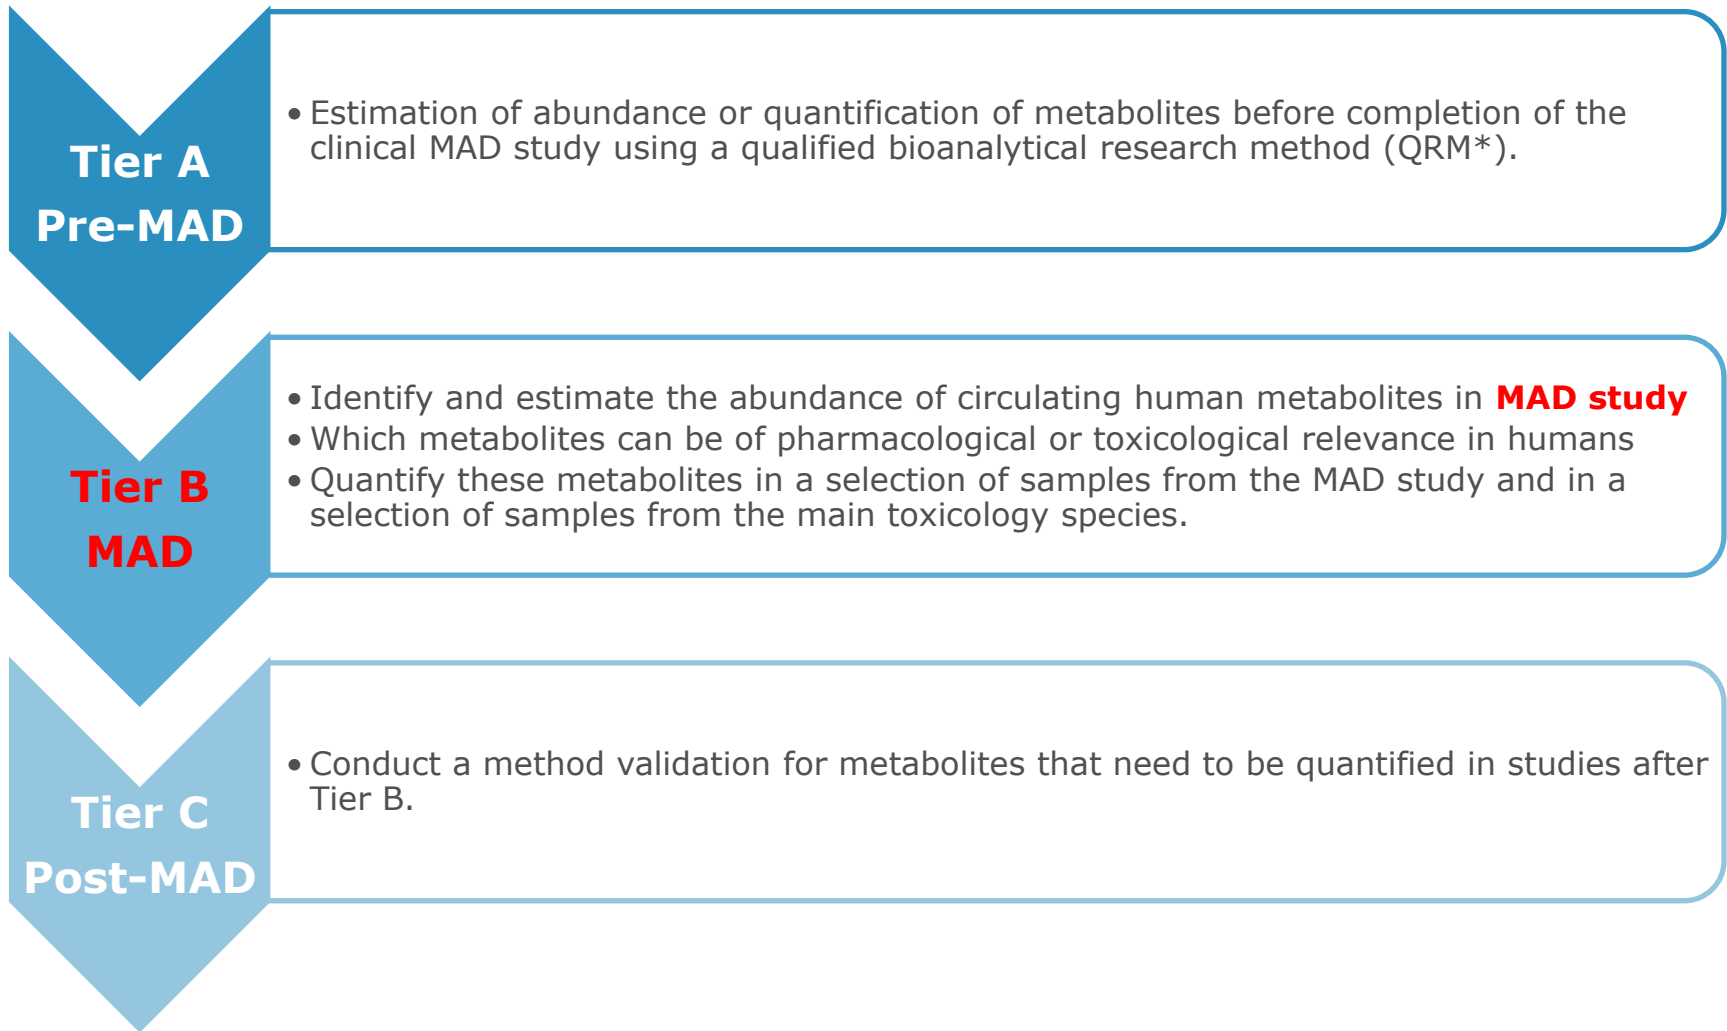 Tier A
Pre-MAD
• Estimation of abundance or quantification of metabolites before completion of the
clinical MAD study using a qualified bioanalytical research method (QRM*).
Tier B
MAD
• Identify and estimate the abundance of circulating human metabolites in MAD study
• Which metabolites can be of pharmacological or toxicological relevance in humans
• Quantify these metabolites in a selection of samples from the MAD study and in a
selection of samples from the main toxicology species.
Tier C
Post-MAD
• Conduct a method validation for metabolites that need to be quantified in studies after
Tier B.